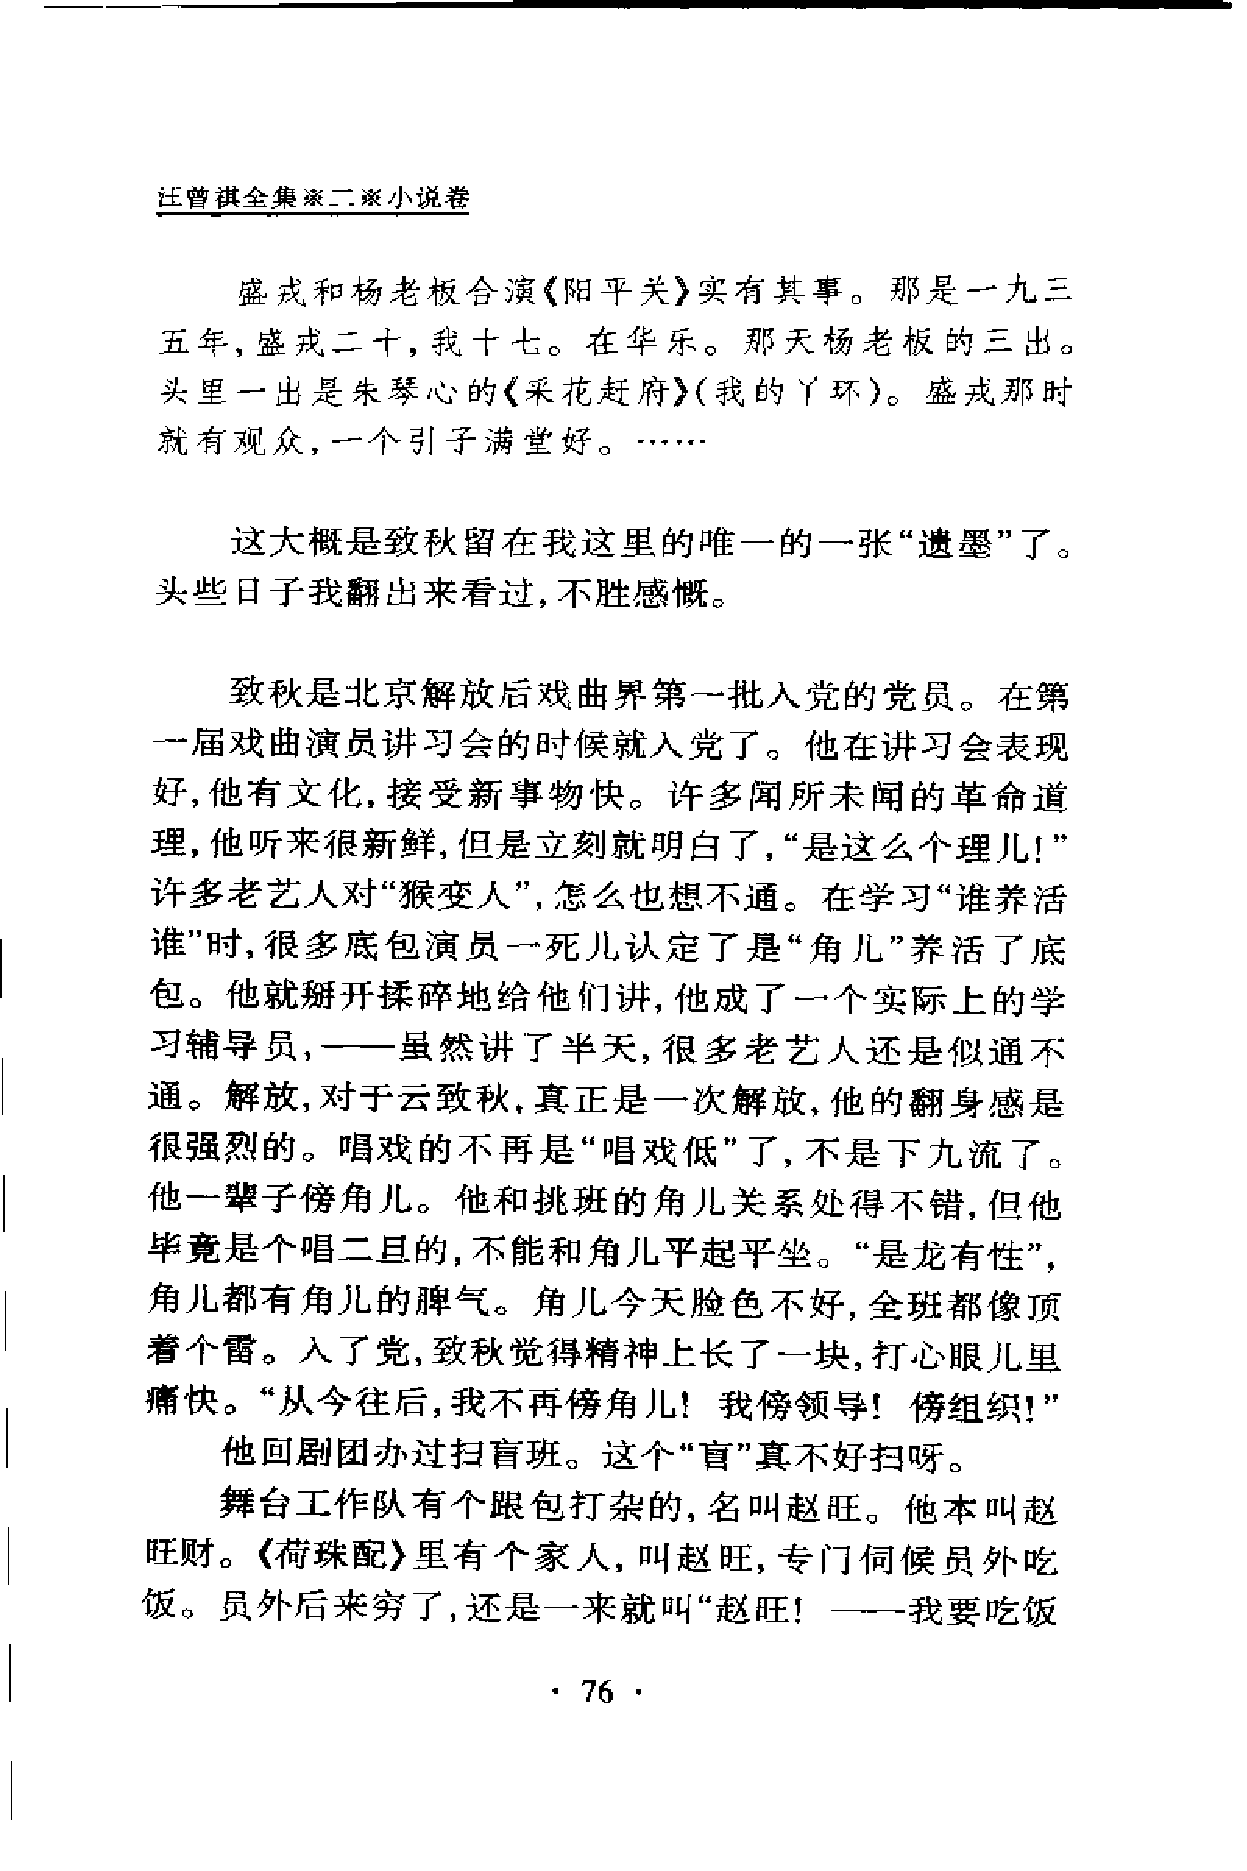 汪曾祺全集※二※小说卷
盛戎和杨老板合演《阳平关》实有其事。那是一九三
五年,盛戎二十,我十七。在华乐。那天杨老板的三出。
头里一出是朱琴心的《采花赶府》(我的丫环)。盛戎那时
就有观众,一个引子满堂好。……
这大概是致秋留在我这里的唯一的一张“遗墨”了。
头些日子我翻出来看过,不胜感慨。
致秋是北京解放后戏曲界第一批入党的党员。在第
一届戏曲演员讲习会的时候就入党了。他在讲习会表现
好,他有文化,接受新事物快。许多闻所未闻的革命道
理,他听来很新鲜,但是立刻就明白了,“是这么个理儿!”
许多老艺人对“猴变人”,怎么也想不通。在学习“谁养活
谁”时,很多底包演员一死儿认定了是“角儿”养活了底
包。他就掰开揉碎地给他们讲,他成了一个实际上的学
习辅导员,——虽然讲了半天,很多老艺人还是似通不
通。解放,对于云致秋,真正是一次解放,他的翻身感是
很强烈的。唱戏的不再是“唱戏低”了,不是下九流了。
他一辈子傍角儿。他和挑班的角儿关系处得不错,但他
毕竟是个唱二旦的,不能和角儿平起平坐。“是龙有性”,
角儿都有角儿的脾气。角儿今天脸色不好,全班都像顶
着个雷。入了党,致秋觉得精神上长了一块,打心眼儿里
痛快。“从今往后,我不再傍角儿!我傍领导!傍组织!”
他回剧团办过扫盲班。这个“盲”真不好扫呀。
舞台工作队有个跟包打杂的,名叫赵旺。他本叫赵
旺财。《荷珠配》里有个家人,叫赵旺,专门伺候员外吃
饭。员外后来穷了,还是一来就叫“赵旺!——我要吃饭
· 76 ·